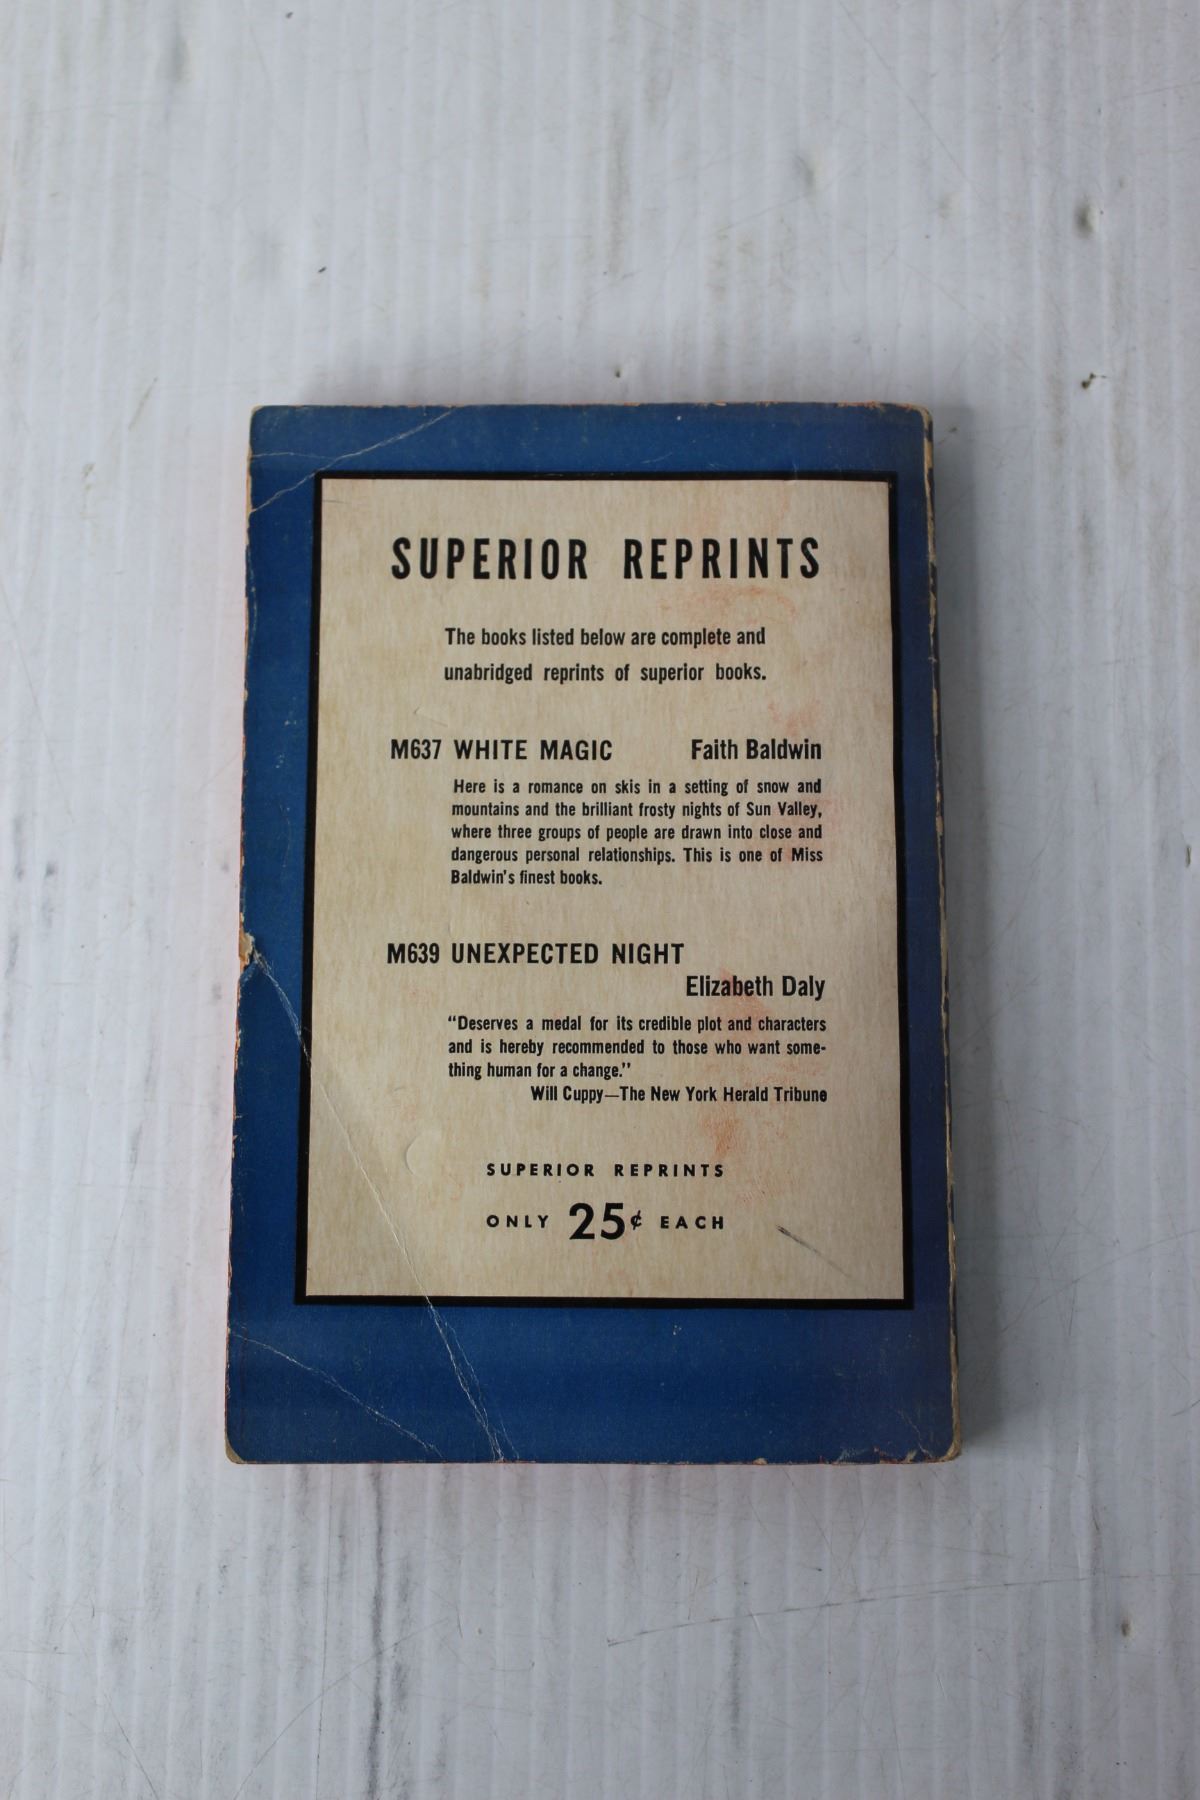 SUPERIOR REPRINTS
The books listed below are complete and
unabridged reprints of superior books.
M637 WHITE MAGIC Faith Baldwin
Here is a romance on skis in a setting of snow and
mountains and the brilliant frosty nights of Sun Valley,
where three groups of people are drawn into close and
dangerous personal relationships. This is one of Miss
Baldwin's finest books.
M639 UNEXPECTED NIGHT
Elizabeth Daly
"Deserves a medal for its credible plot and characters
and is hereby recommended to those who want some-
thing human for a change."
Will Cuppy—The New York Herald Tribune
SUPERIOR REPRINTS
ONLY 25¢ EACH